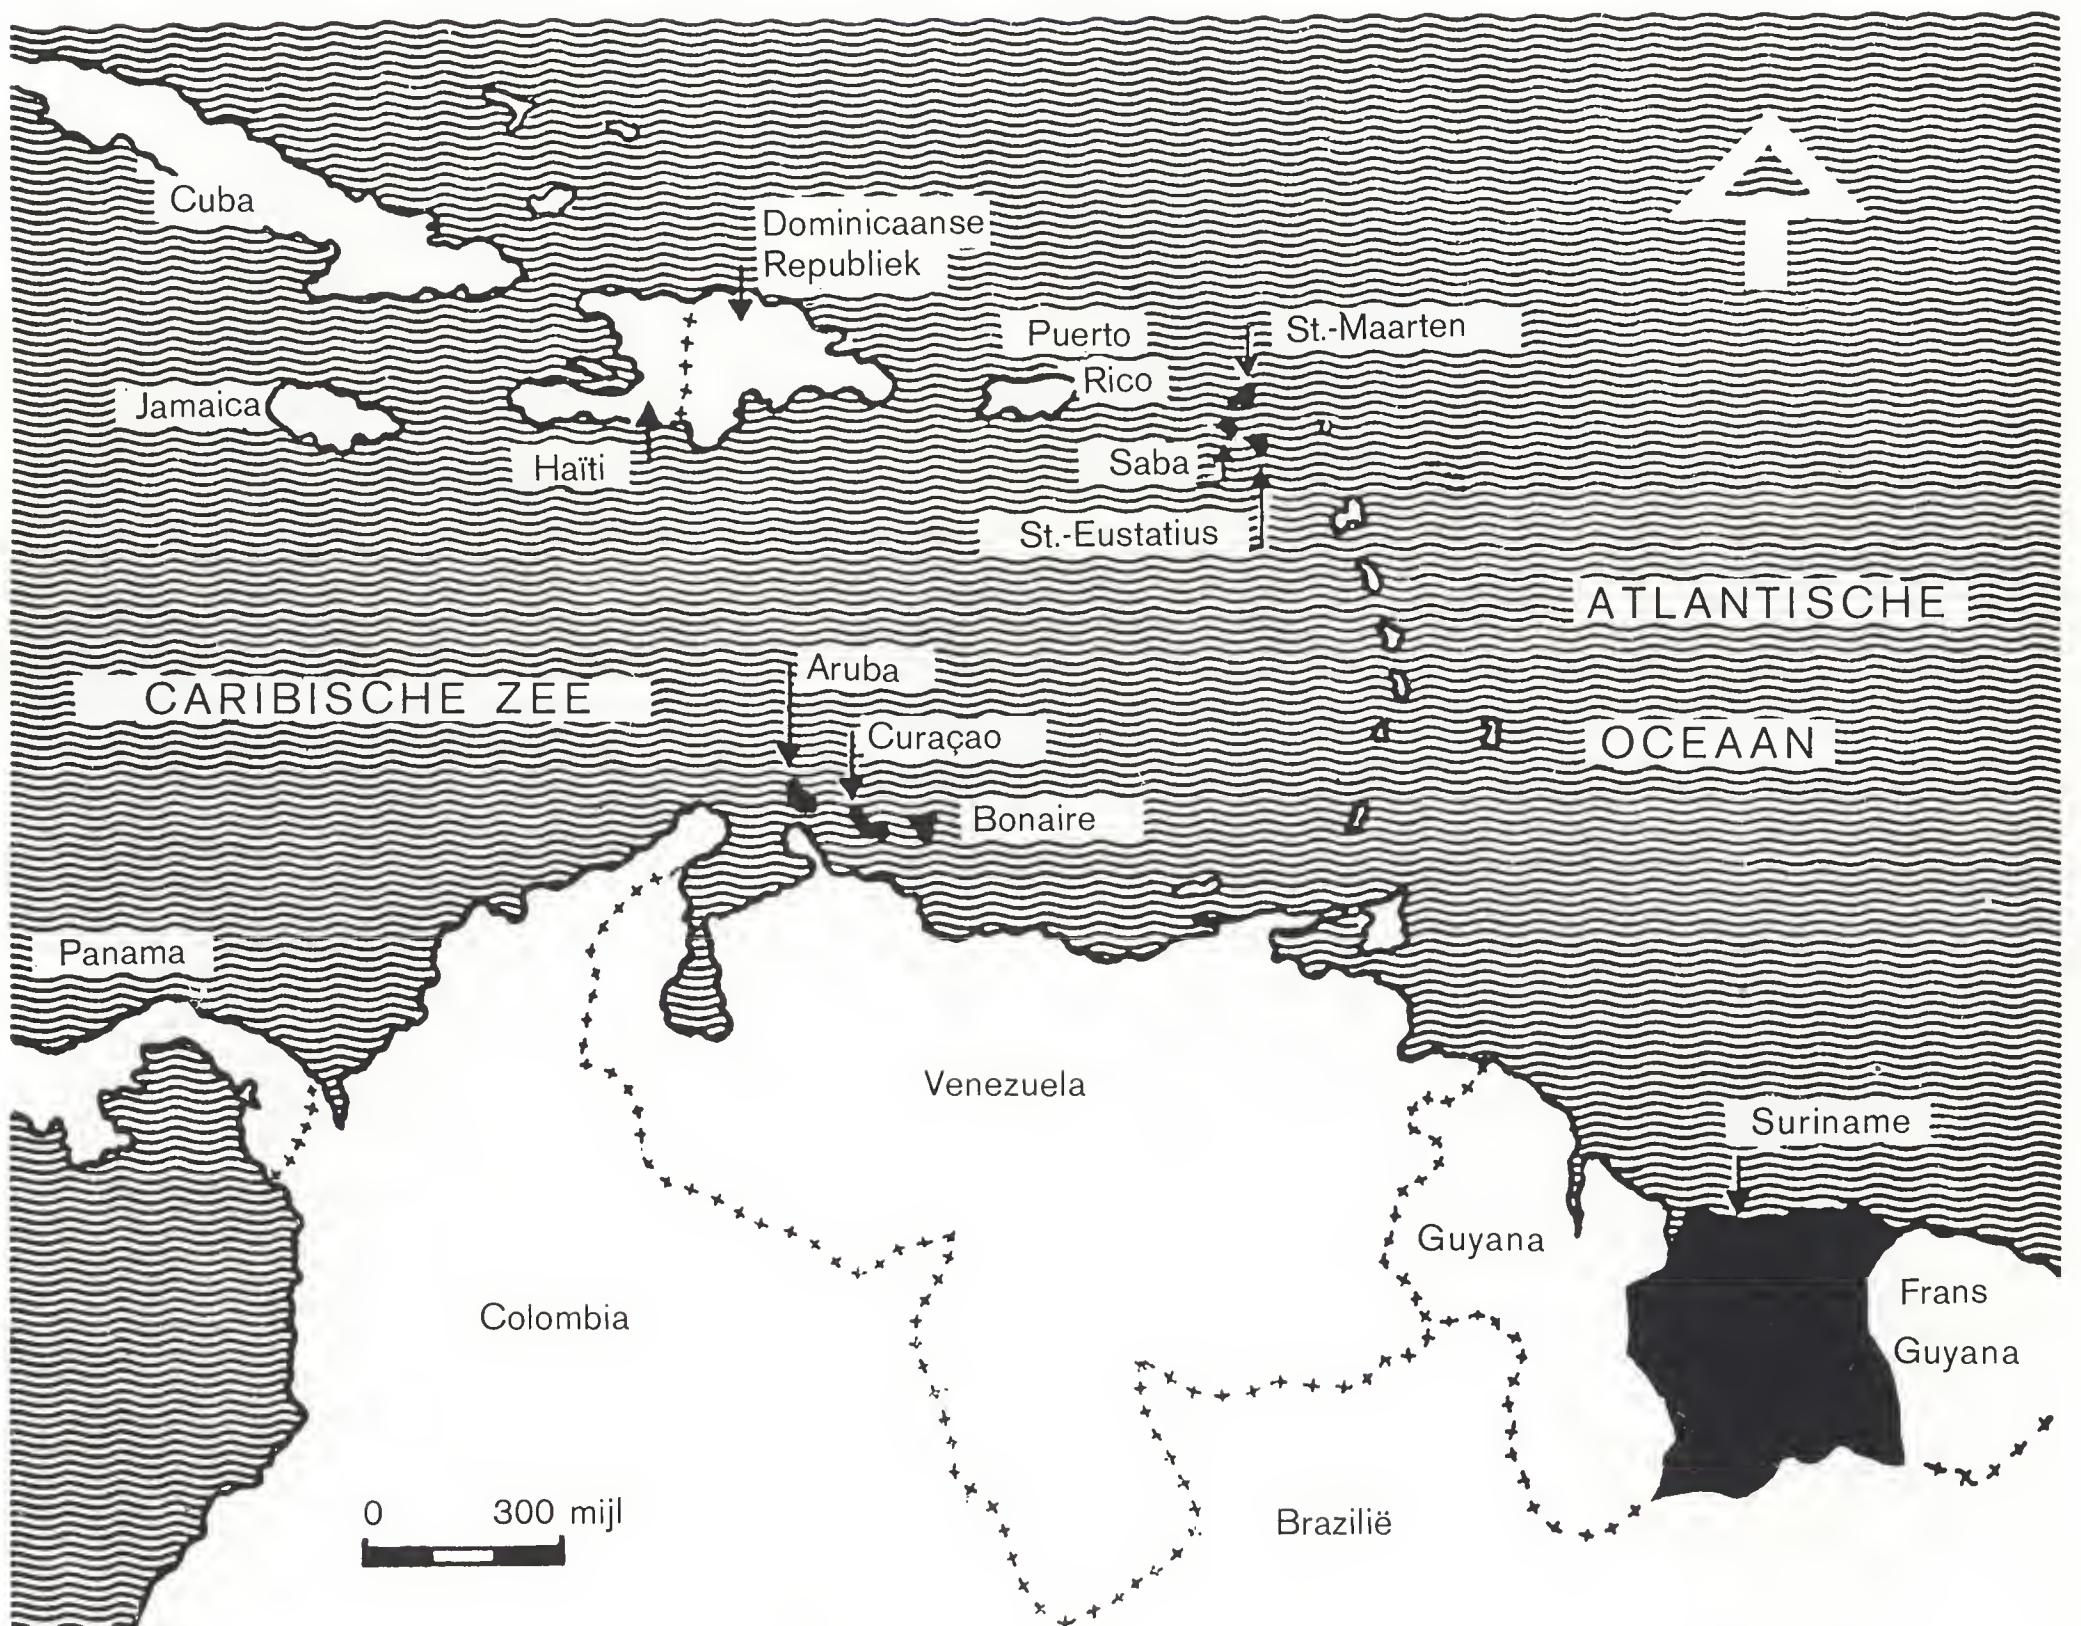 Cuba
Dominicaanse
Republiek
Puerto
Rico
St.-Maarten
Jamaica
Haïti
Saba
St.-Eustatius
ATLANTISCHE
OCEAAN
CARIBISCHE ZEE
Aruba
Curaçao
Bonaire
Panama
Venezuela
Suriname
Guyana
Frans
Guyana
Colombia
0 300 mijl
Brazilië